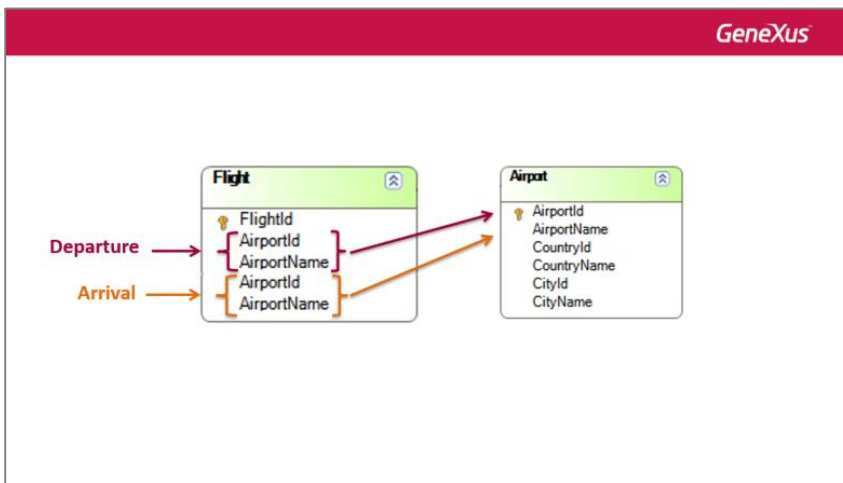 GeneXus
Flight
FlightId
Departure
AirportId
AirportName
Arrival
AirportId
AirportName
Airport
AirportId
AirportName
CountryId
CountryName
CityId
CityName